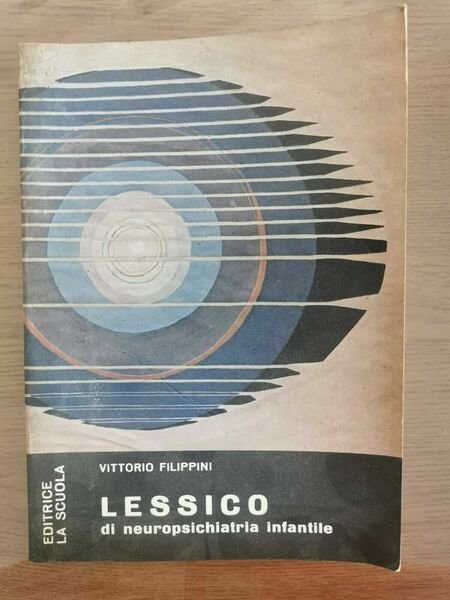 VITTORIO FILIPPINI
LESSICO
di neuropsichiatria infantile
EDITRICE
LA SCUOLA